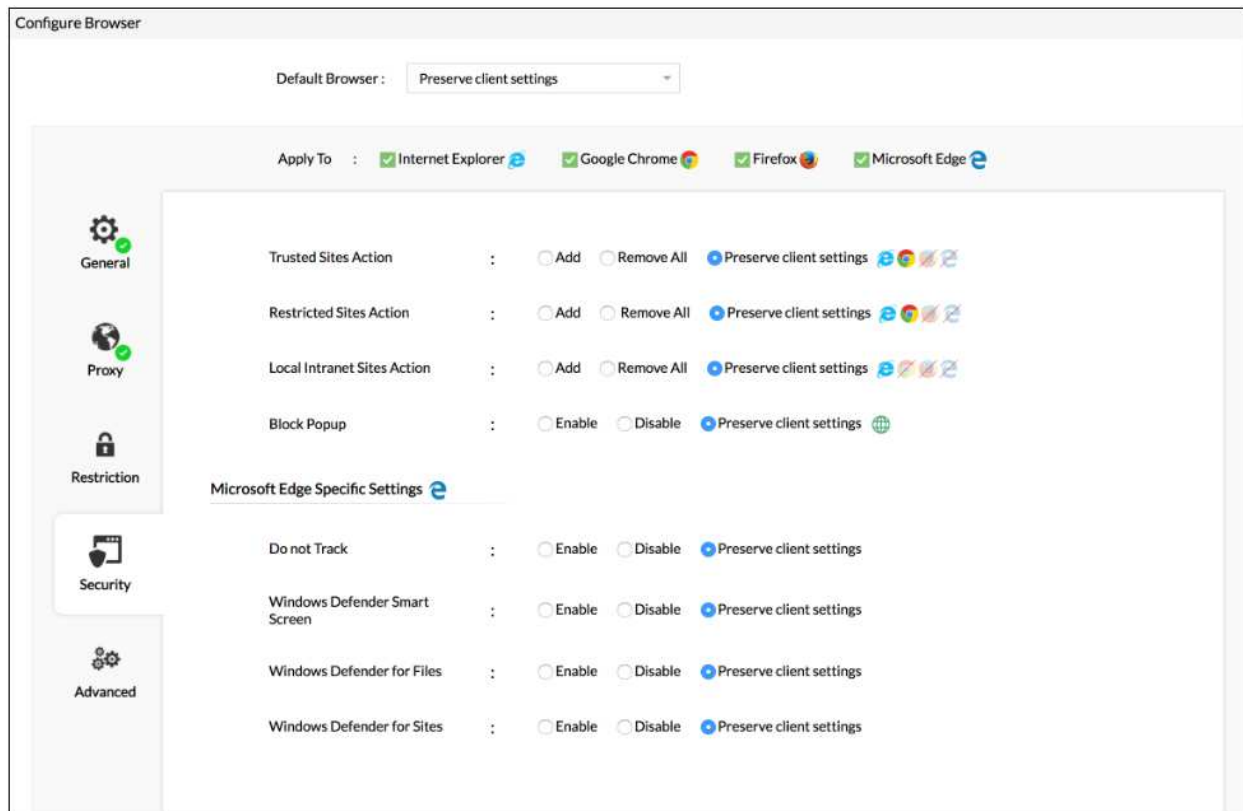 Configure Browser
Default Browser : Preserve client settings
Apply To : Internet Explorer Google Chrome Firefox Microsoft Edge
General
Trusted Sites Action : Add Remove All Preserve client settings
Restricted Sites Action : Add Remove All Preserve client settings
Proxy
Local Intranet Sites Action : Add Remove All Preserve client settings
Block Popup : Enable Disable Preserve client settings
Restriction
Microsoft Edge Specific Settings
Do not Track : Enable Disable Preserve client settings
Security
Windows Defender Smart
Screen : Enable Disable Preserve client settings
Windows Defender for Files : Enable Disable Preserve client settings
Advanced
Windows Defender for Sites : Enable Disable Preserve client settings